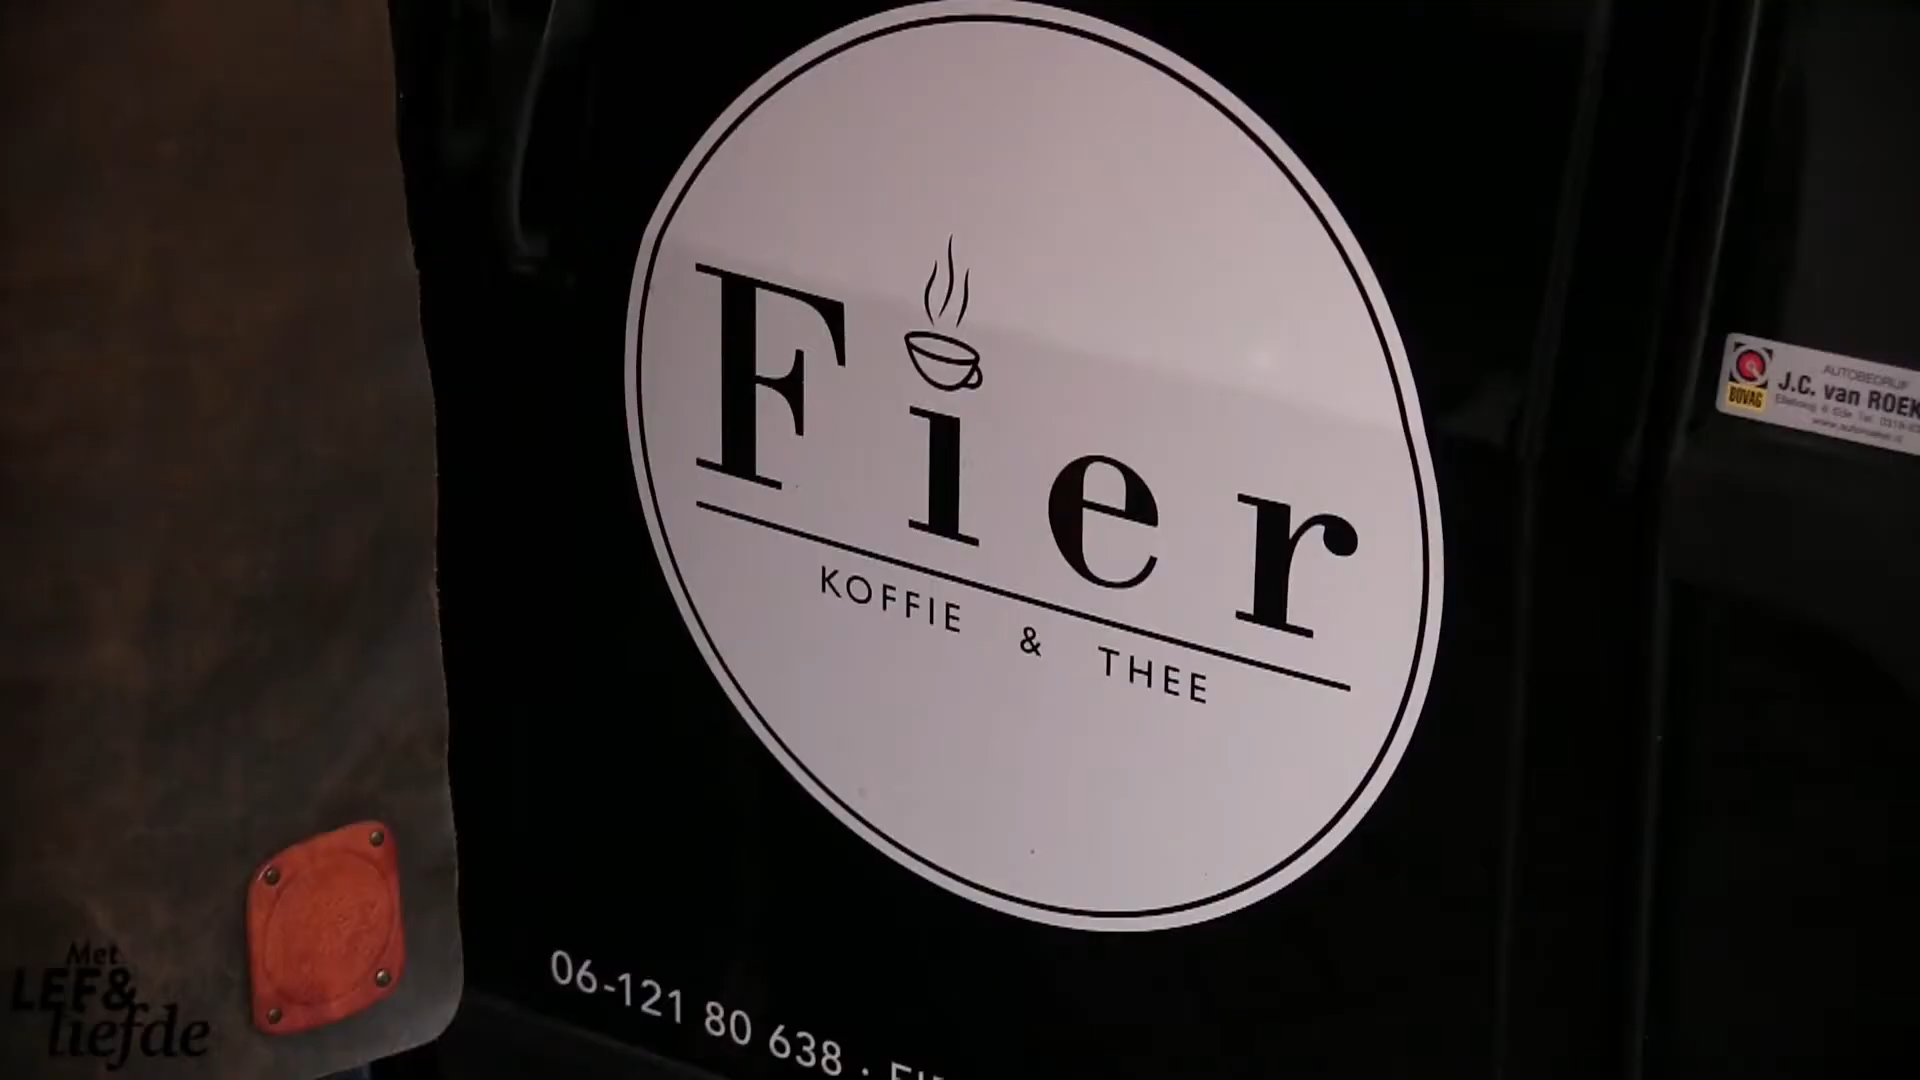 Fier
KOFFIE & THEE
06-121 80 638 ·
AUTOBEDRIJF
J.C. van ROEK
BOVAG
Met
LEF&
liefde